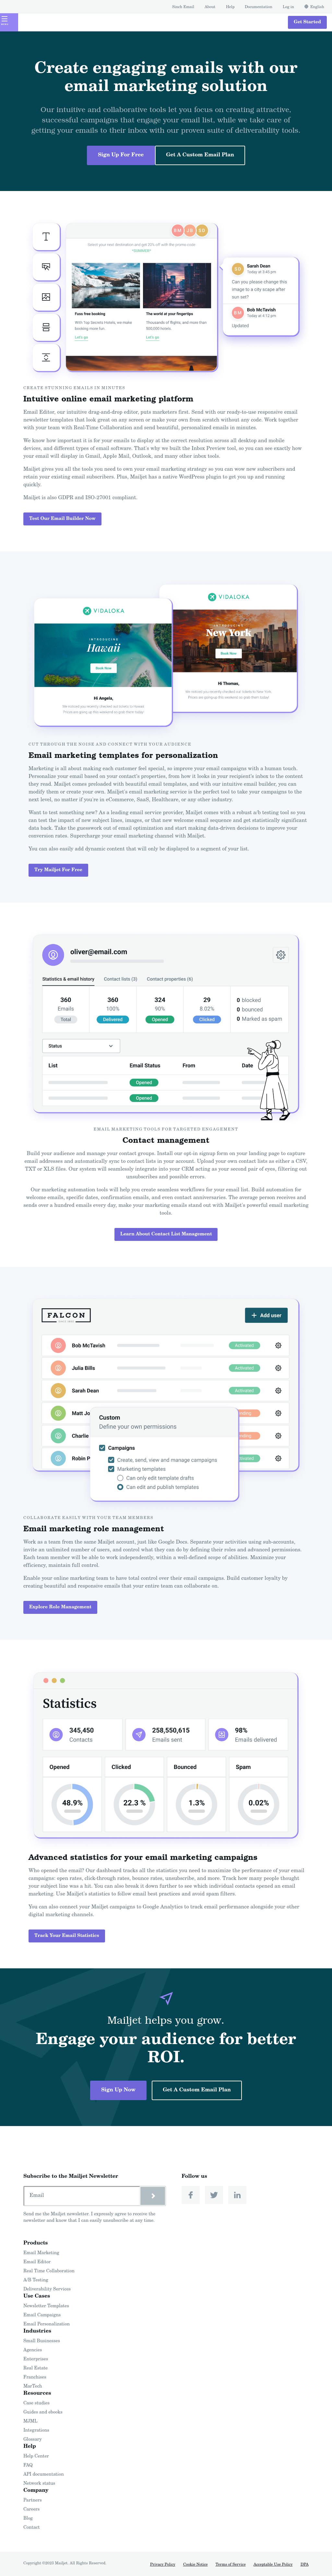 Sinch Email
About
Help
Documentation
Log in
English
Get Started
Create engaging emails with our
email marketing solution
Our intuitive and collaborative tools let you focus on creating attractive,
successful campaigns that engage your email list, while we take care of
getting your emails to their inbox with our proven suite of deliverability tools.
Sign Up For Free
Get A Custom Email Plan
Sarah Dean
Today at 3:45 pm
Can you please change this
image to a city scape after
our set?
Bob McTavish
Today at 4:13 pm
Updated
Fuss free booking
The world at your fingertips
Let's go
Let's go
CREATE STUNNING EMAILS IN MINUTES
Intuitive online email marketing platform
Email Editor, our intuitive drag-and-drop editor, puts marketers first. Send with our ready-to-use responsive email
newsletter templates that look great on any screen or make your own from scratch without any code. Work together
with your team with Real-Time Collaboration and send beautiful, personalized emails in minutes.
We know how important it is for your emails to display at the correct resolution across all desktop and mobile
devices, and different types of email software. That's why we built the Inbox Preview tool, so you can see exactly how
your email will display in Gmail, Apple Mail, Outlook, and many other inbox tools.
Mailjet gives you all the tools you need to own your email marketing strategy so you can wow new subscribers and
retain your existing email subscribers. Plus, Mailjet has a native WordPress plugin to get you up and running
quickly.
Mailjet is also GDPR and ISO-27001 compliant.
Test Our Email Builder Now
VIDALOKA
INTRODUCING
Hawaii
Book Now
Hi Angela,
VIDALOKA
INTRODUCING
New York
Book Now
Hi Thomas,
CUT THROUGH THE NOISE AND CONNECT WITH YOUR AUDIENCE
Email marketing templates for personalization
Marketing is all about making each customer feel special, so improve your email campaigns with a human touch.
Personalize your email based on your contact's properties; from how it looks in your recipient's inbox to the content
they read. Mailjet comes preloaded with beautiful email templates, and with our intuitive email builder, you can
modify them or create your own. Mailjet's email marketing service is the perfect tool to take your campaigns to the
next level, no matter if you're in eCommerce, SaaS, Healthcare, or any other industry.
Want to test something new? As a leading email service provider, Mailjet comes with a robust a/b testing tool so you
can test the impact of new subject lines, images, or that new welcome email sequence and get statistically significant
data back. Take the guesswork out of email optimization and start making data-driven decisions to improve your
conversion rates. Supercharge your email marketing channel with Mailjet.
You can also easily add dynamic content that will only be displayed to a segment of your list.
Try Mailjet For Free
oliver@email.com
Statistics & email history
Contact lists (3)
Contact properties (6)
360
Emails
Total
360
100%
Delivered
324
90%
Opened
29
8.02%
Clicked
0 blocked
0 bounced
0 Marked as spam
Status
List
Email Status
From
Date
Opened
Opened
EMAIL MARKETING TOOLS FOR TARGETED ENGAGEMENT
Contact management
Build your audience and manage your contact groups. Install our opt-in signup form on your landing page to capture
email addresses and automatically sync to contact lists in your account. Upload your own contact lists as either a CSV,
TXT or XLS files. Our system will seamlessly integrate into your CRM acting as your second pair of eyes, filtering out
unsubscribes and possible errors.
Our marketing automation tools will help you create seamless workflows for your email list. Build automation for
welcome emails, specific dates, confirmation emails, and even contact anniversaries. The average person receives and
sends over a hundred emails every day, make your marketing emails stand out with Mailjet's powerful email marketing
tools.
Learn About Contact List Management
FALCON
Add user
Bob McTavish
Activated
Julia Bills
Activated
Sarah Dean
Activated
Matt Jo
Charlie
Robin P
Custom
Define your own permissions
Campaigns
Create, send, view and manage campaigns
Marketing templates
Can only edit template drafts
Can edit and publish templates
COLLABORATE EASILY WITH YOUR TEAM MEMBERS
Email marketing role management
Work as a team from the same Mailjet account, just like Google Docs. Seperate your activities using sub-accounts,
invite an unlimited number of users, and control what they can do by defining their roles and associated permissions.
Each team member will be able to work independently, within a well-defined scope of abilities. Maximize your
efficiency, maintain full control.
Enable your online marketing team to have total control over their email campaigns. Build customer loyalty by
creating beautiful and responsive emails that your entire team can collaborate on.
Explore Role Management
Statistics
345,450
Contacts
258,550,615
Emails sent
98%
Emails delivered
Opened
Clicked
Bounced
Spam
48.9%
22.3 %
1.3%
0.02%
Advanced statistics for your email marketing campaigns
Who opened the email? Our dashboard tracks all the statistics you need to maximize the performance of your email
campaigns: open rates, click-through rates, bounce rates, unsubscribe, and more. Track how many people thought
your subject line was a hit. You can also break it down further to see which individual contacts opened an email
marketing. Use Mailjet's statistics to follow email best practices and avoid spam filters.
You can also connect your Mailjet campaigns to Google Analytics to track email performance alongside your other
digital marketing channels.
Track Your Email Statistics
Mailjet helps you grow.
Engage your audience for better
ROI.
Sign Up Now
Get A Custom Email Plan
Subscribe to the Mailjet Newsletter
Email
Send me the Mailjet newsletter. I expressly agree to receive the
newsletter and know that I can easily unsubscribe at any time.
Follow us
Products
Email Marketing
Email Editor
Real Time Collaboration
A/B Testing
Deliverability Services
Use Cases
Newsletter Templates
Email Campaigns
Email Personalization
Industries
Small Businesses
Agencies
Enterprises
Real Estate
Franchises
MarTech
Resources
Case studies
Guides and ebooks
MJML
Integrations
Glossary
Help
Help Center
FAQ
API documentation
Network status
Company
Partners
Careers
Blog
Contact
Copyright ©2023 Mailjet. All Rights Reserved.
Privacy Policy
Cookie Notice
Terms of Service
Acceptable Use Policy
DPA